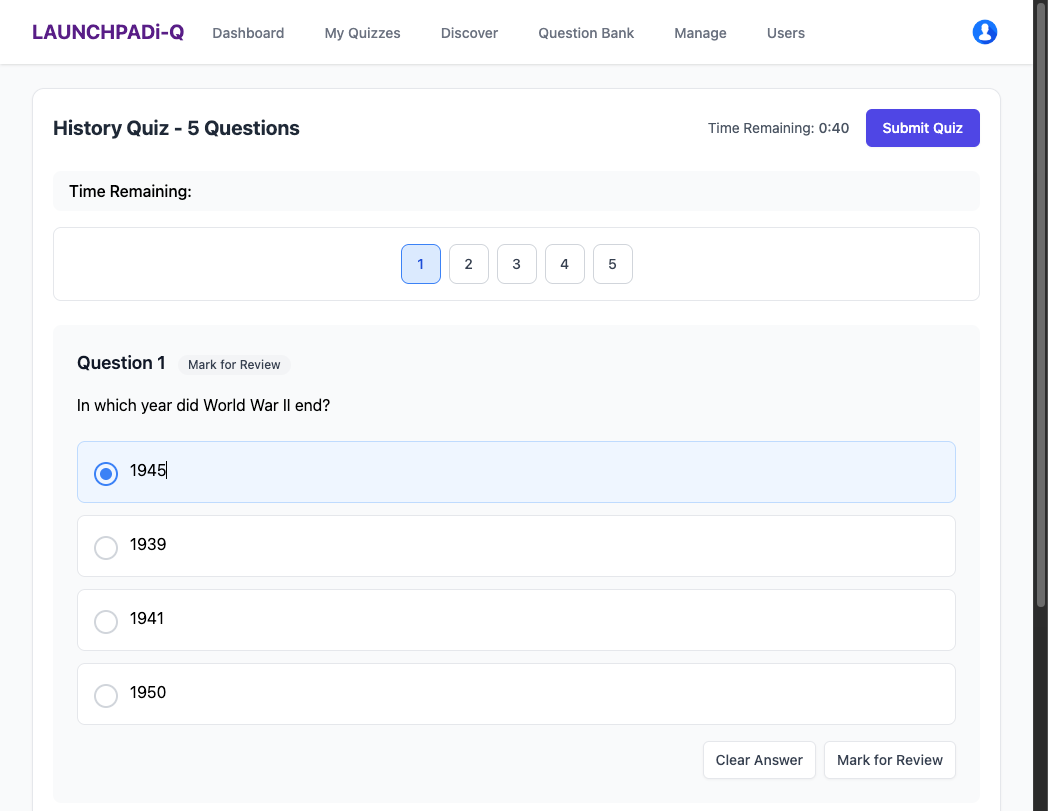 LAUNCHPADi-Q Dashboard My Quizzes Discover Question Bank Manage Users
History Quiz - 5 Questions Time Remaining: 0:40 Submit Quiz
Time Remaining:
1 2 3 4 5
Question 1 Mark for Review
In which year did World War II end?
1945
1939
1941
1950
Clear Answer Mark for Review